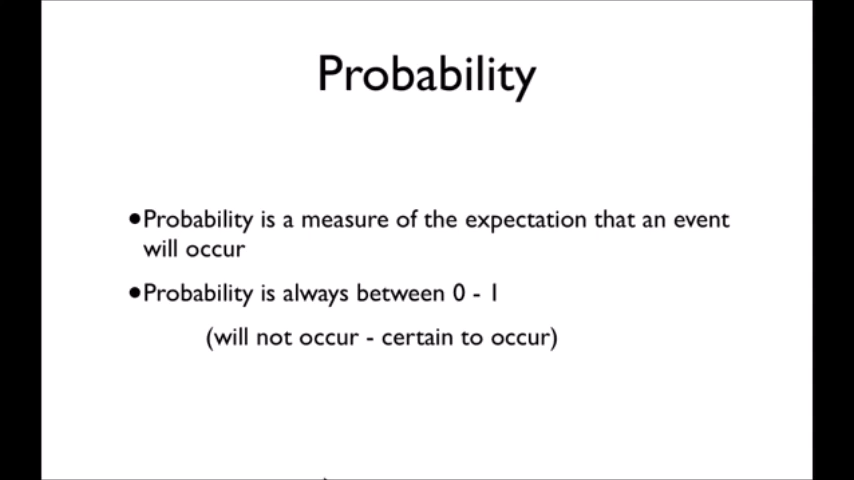 Probability
•Probability is a measure of the expectation that an event
will occur
•Probability is always between 0 - 1
(will not occur - certain to occur)